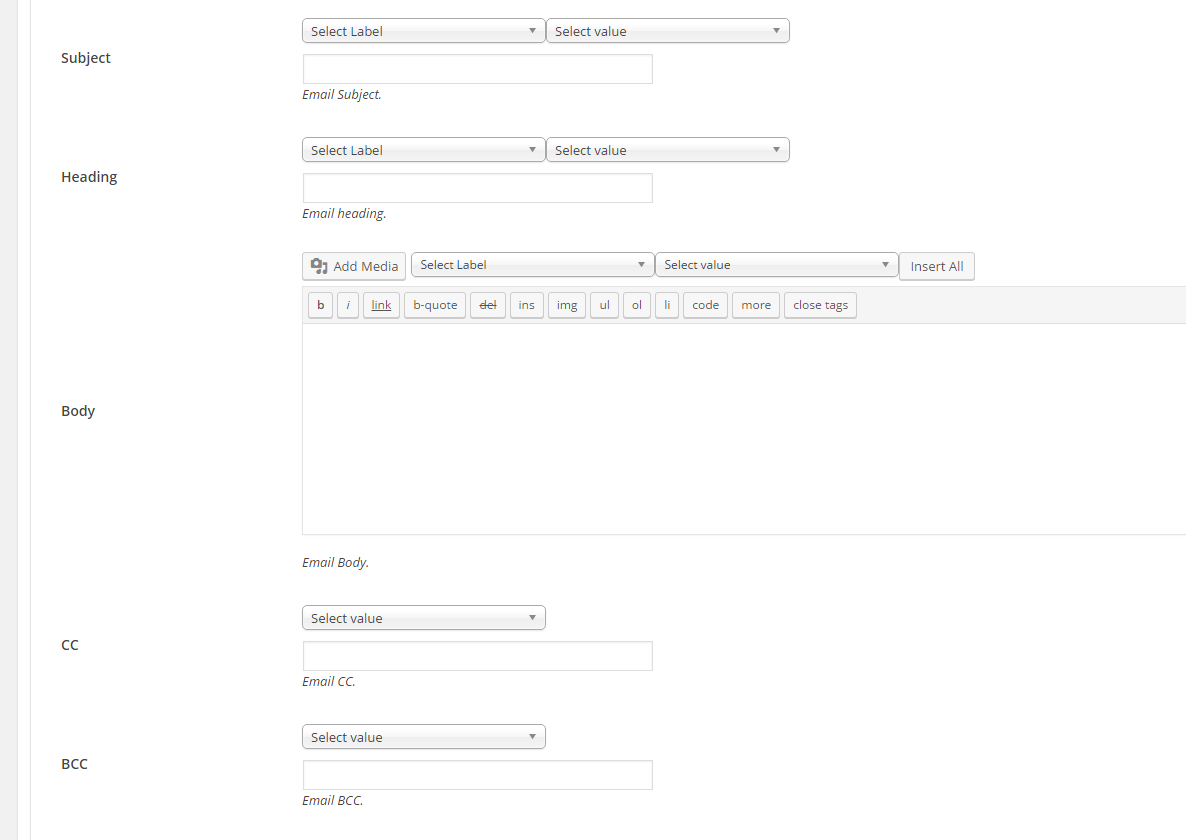 Select Label Select value
Subject
Email Subject.
Select Label Select value
Heading
Email heading.
Add Media Select Label Select value Insert All
b i link b-quote del ins img ul ol li code more close tags
Body
Email Body.
Select value
CC
Email CC.
Select value
BCC
Email BCC.